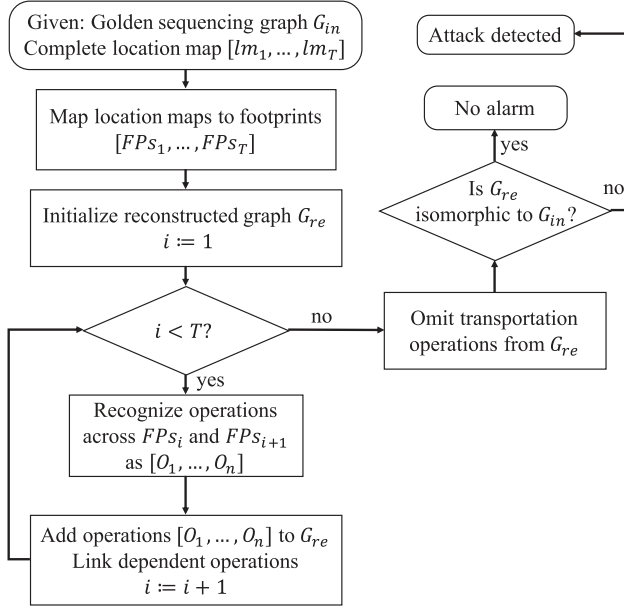 Given: Golden sequencing graph G_in
Complete location map [lm_1, … , lm_T]
Map location maps to footprints
[FPs_1, … , FPs_T]
Initialize reconstructed graph G_re
i ≔ 1
i < T?
no
yes
Recognize operations
across FPs_i and FPs_{i+1}
as [O_1, … , O_n]
Add operations [O_1, … , O_n] to G_re
Link dependent operations
i ≔ i + 1
Attack detected
No alarm
yes
Is G_re
isomorphic to G_in?
no
Omit transportation
operations from G_re